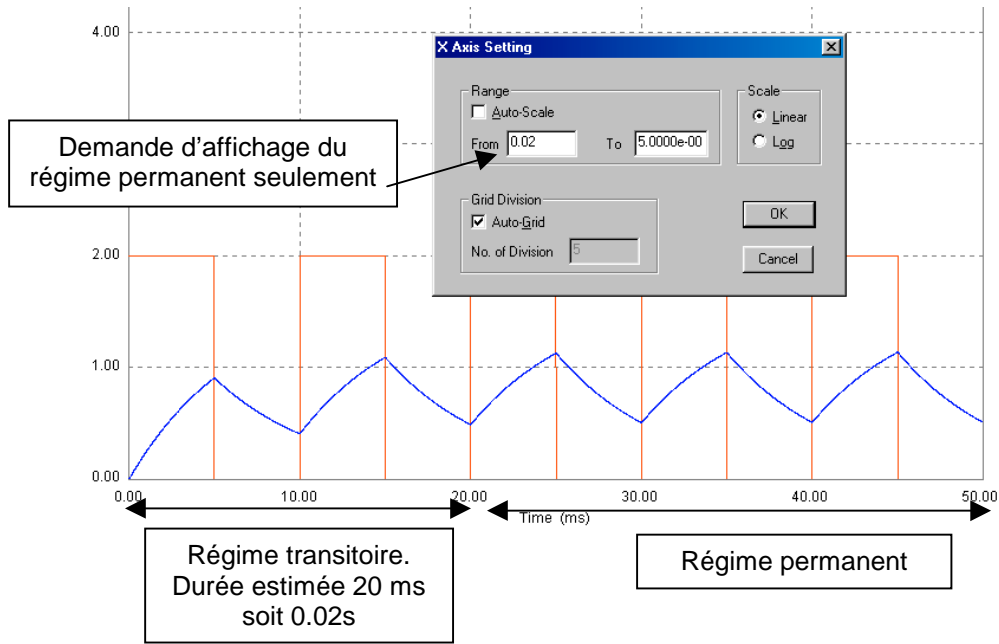 4.00
X Axis Setting
Range
Auto-Scale
From 0.02 To 5.0000e-00
Scale
Linear
Log
Demande d'affichage du
régime permanent seulement
Grid Division
Auto-Grid
No. of Division 5
OK
Cancel
2.00
1.00
0.00
0.00 10.00 20.00 30.00 40.00 50.00
Time (ms)
Régime transitoire.
Durée estimée 20 ms
soit 0.02s
Régime permanent